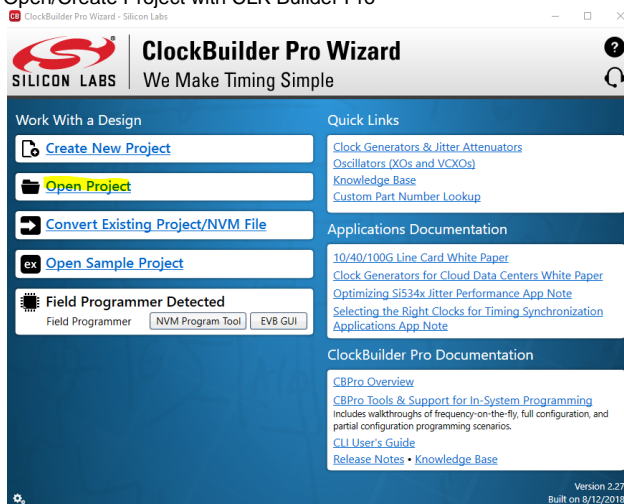 Open/Create Project with CLK Builder Pro
CB ClockBuilder Pro Wizard - Silicon Labs
SILICON LABS
ClockBuilder Pro Wizard
We Make Timing Simple
?
Work With a Design
Create New Project
Open Project
Convert Existing Project/NVM File
ex Open Sample Project
Field Programmer Detected
Field Programmer NVM Program Tool EVB GUI
Quick Links
Clock Generators & Jitter Attenuators
Oscillators (XOs and VCXOs)
Knowledge Base
Custom Part Number Lookup
Applications Documentation
10/40/100G Line Card White Paper
Clock Generators for Cloud Data Centers White Paper
Optimizing Si534x Jitter Performance App Note
Selecting the Right Clocks for Timing Synchronization
Applications App Note
ClockBuilder Pro Documentation
CBPro Overview
CBPro Tools & Support for In-System Programming
Includes walkthroughs of frequency-on-the-fly, full configuration, and
partial configuration programming scenarios.
CLI User's Guide
Release Notes • Knowledge Base
Version 2.27
Built on 8/12/2018